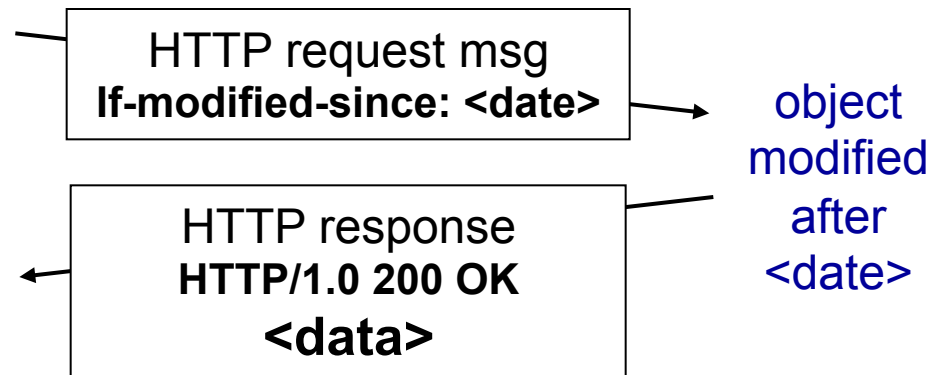 HTTP request msg
If-modified-since: <date>
object
modified
after
<date>
HTTP response
HTTP/1.0 200 OK
<data>